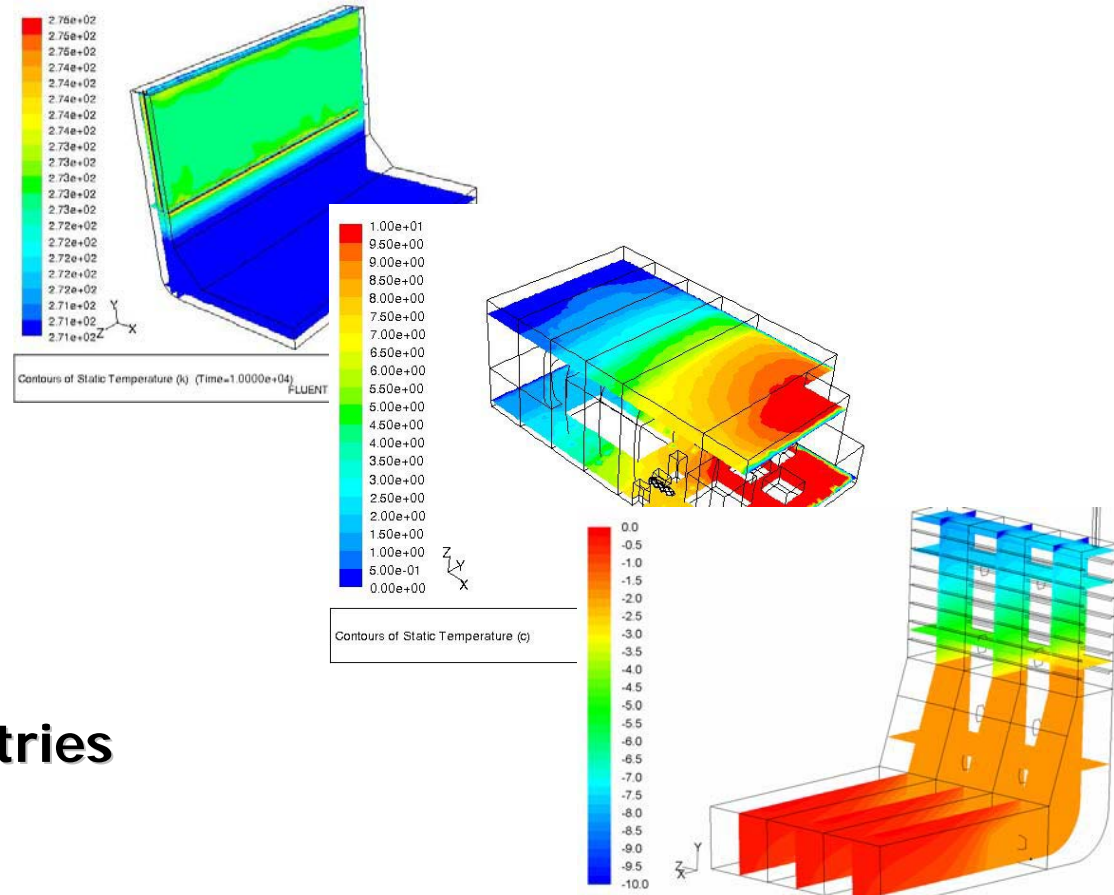 2.76e+02
2.75e+02
2.75e+02
2.74e+02
2.74e+02
2.74e+02
2.74e+02
2.73e+02
2.73e+02
2.73e+02
2.73e+02
2.72e+02
2.72e+02
2.72e+02
2.72e+02
2.71e+02
2.71e+02
2.71e+02
Y
Z
X
Contours of Static Temperature (k) (Time=1.0000e+04)
FLUENT
1.00e+01
9.50e+00
9.00e+00
8.50e+00
8.00e+00
7.50e+00
7.00e+00
6.50e+00
6.00e+00
5.50e+00
5.00e+00
4.50e+00
4.00e+00
3.50e+00
3.00e+00
2.50e+00
2.00e+00
1.50e+00
1.00e+00
5.00e-01
0.00e+00
Z
Y
X
Contours of Static Temperature (c)
0.0
-0.5
-1.0
-1.5
-2.0
-2.5
-3.0
-3.5
-4.0
-4.5
-5.0
-5.5
-6.0
-6.5
-7.0
-7.5
-8.0
-8.5
-9.0
-9.5
-10.0
Y
Z
X
tries